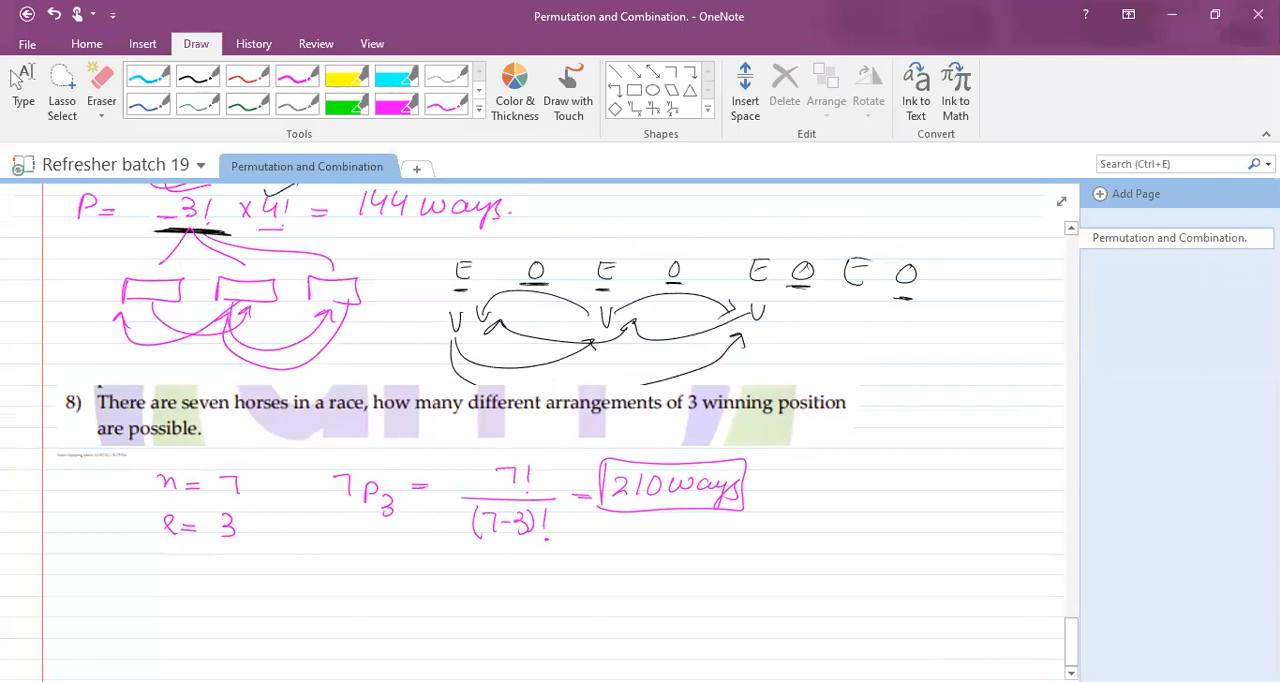 Permutation and Combination. - OneNote
File Home Insert Draw History Review View
Type
Lasso Select
Eraser
Color & Thickness
Draw with Touch
Insert Space
Delete
Arrange
Rotate
Ink to Text
Ink to Math
Tools
Shapes
Edit
Convert
Refresher batch 19
Permutation and Combination
Search (Ctrl+E)
Add Page
Permutation and Combination.
P = 3! × 4! = 144 ways.
E O E O E O E O
V V V
8) There are seven horses in a race, how many different arrangements of 3 winning position
are possible.
n = 7
r = 3
7P3 = 7! / (7-3)! = 210 ways